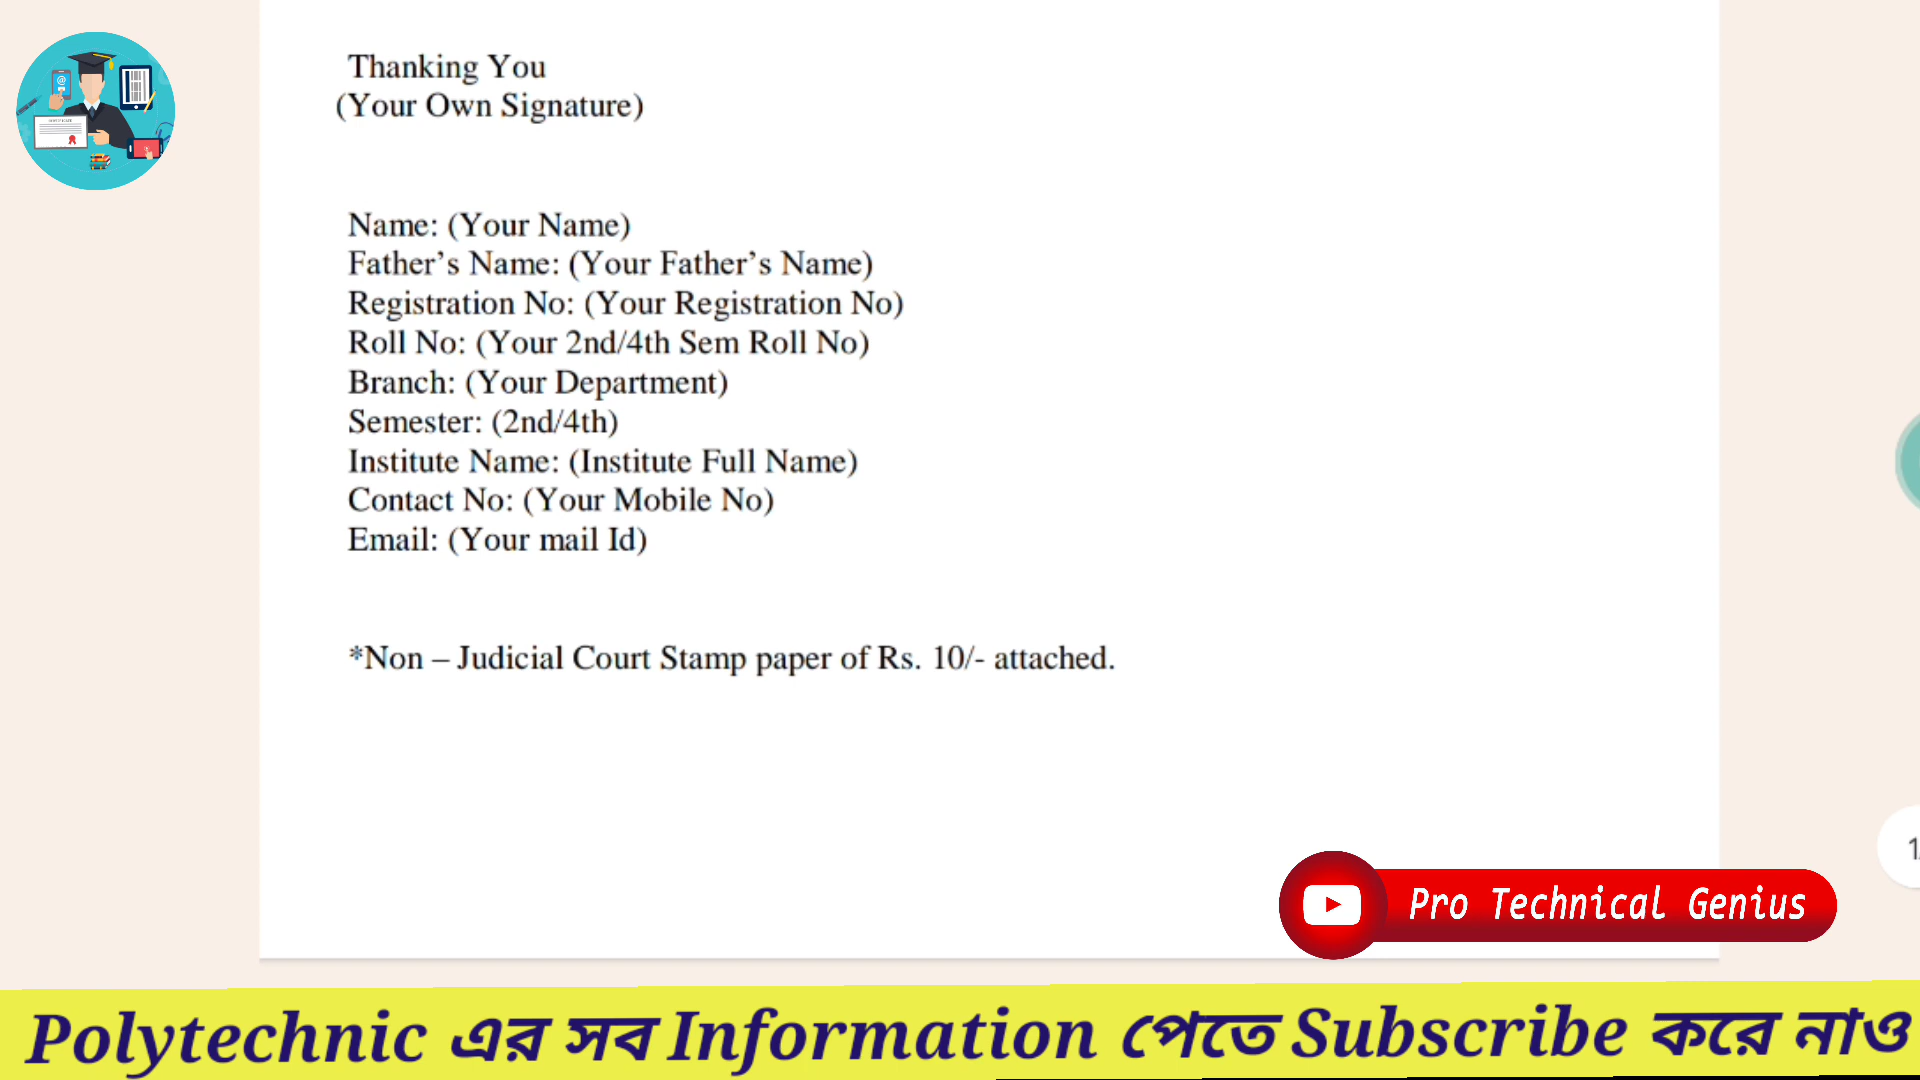 Thanking You
(Your Own Signature)
Name: (Your Name)
Father’s Name: (Your Father’s Name)
Registration No: (Your Registration No)
Roll No: (Your 2nd/4th Sem Roll No)
Branch: (Your Department)
Semester: (2nd/4th)
Institute Name: (Institute Full Name)
Contact No: (Your Mobile No)
Email: (Your mail Id)
*Non – Judicial Court Stamp paper of Rs. 10/- attached.
Pro Technical Genius
Polytechnic এর সব Information পেতে Subscribe করে নাও